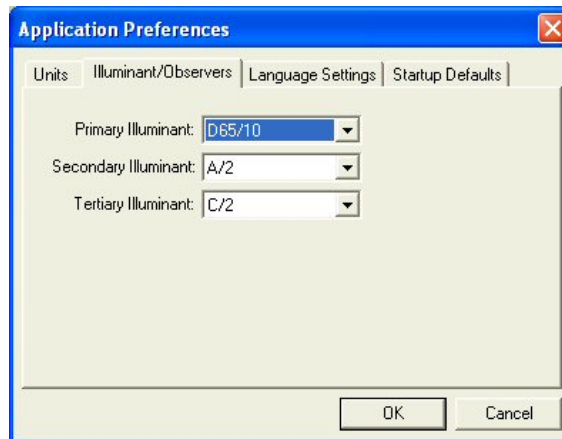 Application Preferences
Units Illuminant/Observers Language Settings Startup Defaults
Primary Illuminant: D65/10
Secondary Illuminant: A/2
Tertiary Illuminant: C/2
OK Cancel